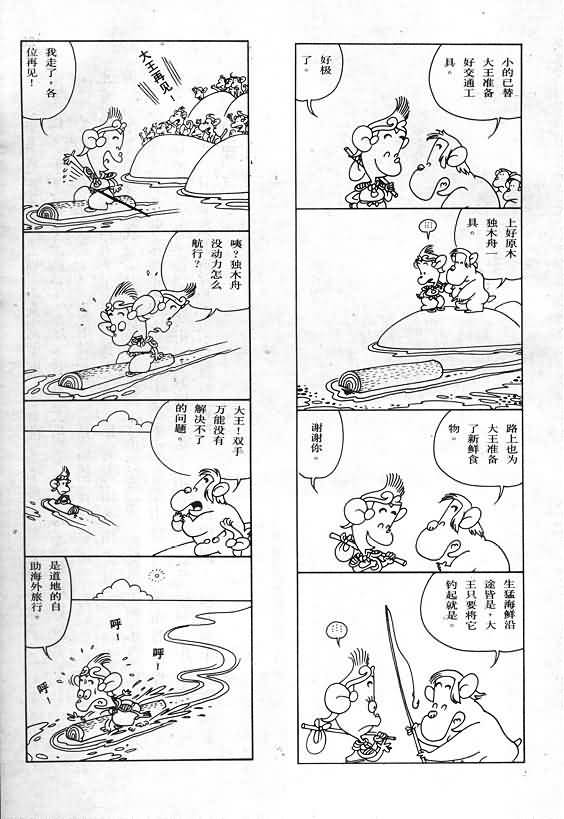 小的已替
大王准备
好交通工
具。
好极
了。
上好原木
独木舟一
具。
……
路上也为
大王准备
了新鲜食
物。
谢谢你。
生猛海鲜沿
途皆是，大
王只要将它
钓起就是。
……
大王再见！
我走了，各
位再见！
咦？独木舟
没动力怎么
航行？
大王！双手
万能没有
解决不了
的问题。
呼！
呼！
呼！
是道地的自
助海外旅行。